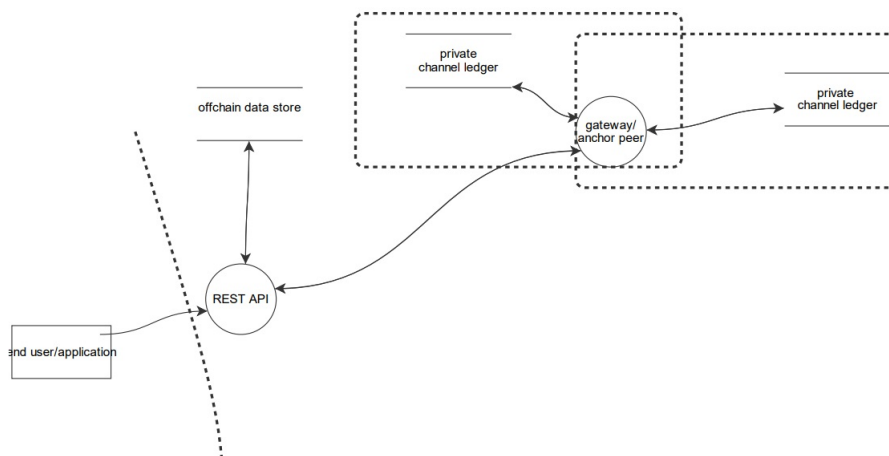 private
channel ledger
private
channel ledger
offchain data store
gateway/
anchor peer
REST API
end user/application